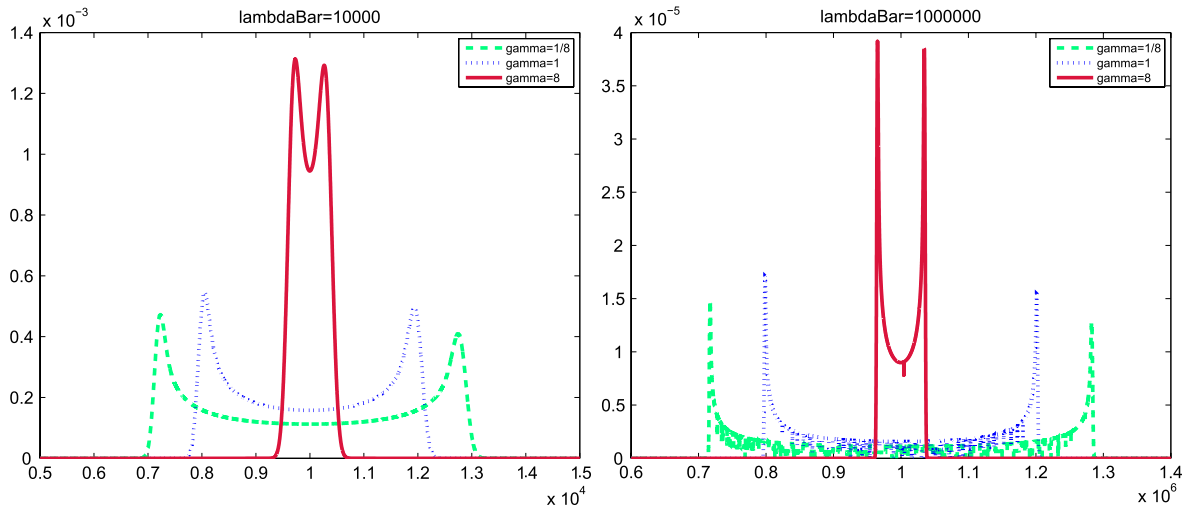 lambdaBar=10000
x 10⁻³
gamma=1/8
gamma=1
gamma=8
1.4
1.2
1
0.8
0.6
0.4
0.2
0
0.5 0.6 0.7 0.8 0.9 1.0 1.1 1.2 1.3 1.4 1.5
x 10⁴
lambdaBar=1000000
x 10⁻⁵
gamma=1/8
gamma=1
gamma=8
4
3.5
3
2.5
2
1.5
1
0.5
0
0.6 0.7 0.8 0.9 1 1.1 1.2 1.3 1.4
x 10⁶